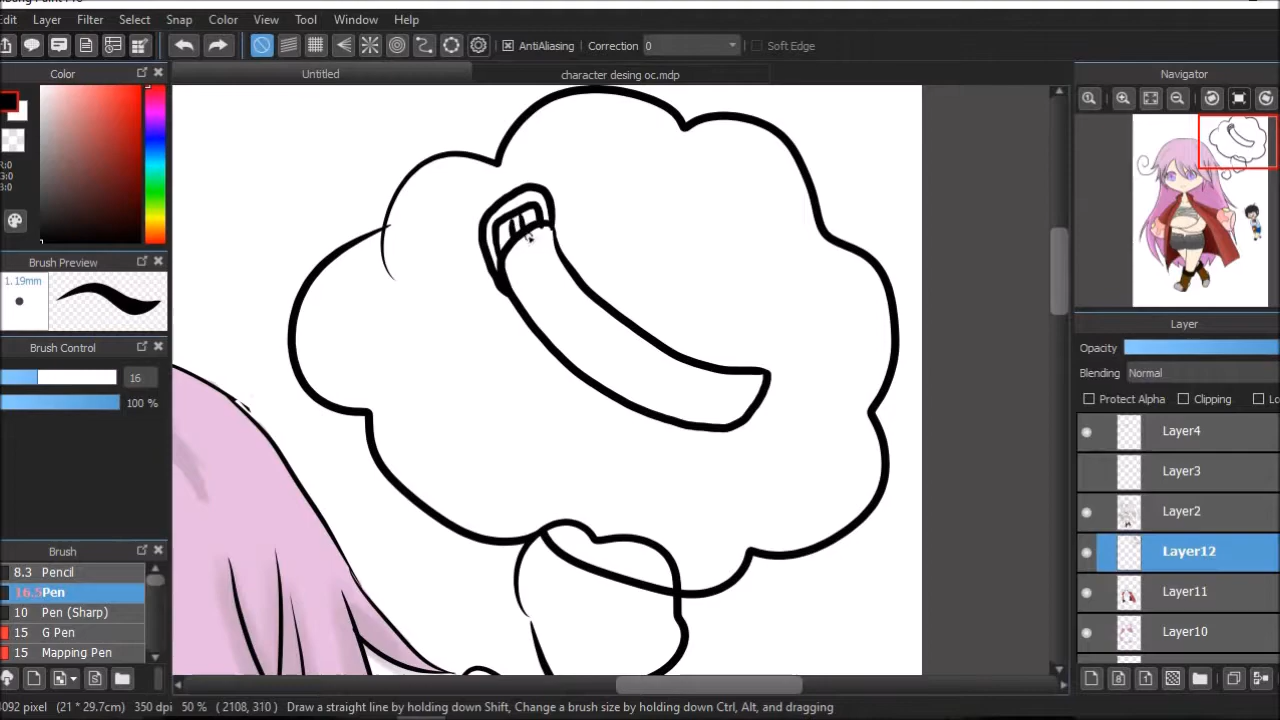 Edit Layer Filter Select Snap Color View Tool Window Help
AntiAliasing Correction 0 Soft Edge
Color
Untitled
character desing oc.mdp
Navigator
R:0
Brush Preview
1.19mm
Brush Control
16
100 %
Layer
Opacity
Blending Normal
Protect Alpha Clipping Lo
Layer4
Layer3
Layer2
Layer12
Layer11
Layer10
Brush
8.3 Pencil
16.5 Pen
10 Pen (Sharp)
15 G Pen
15 Mapping Pen
4092 pixel (21 * 29.7cm) 350 dpi 50 % ( 2108, 310 ) Draw a straight line by holding down Shift, Change a brush size by holding down Ctrl, Alt, and dragging